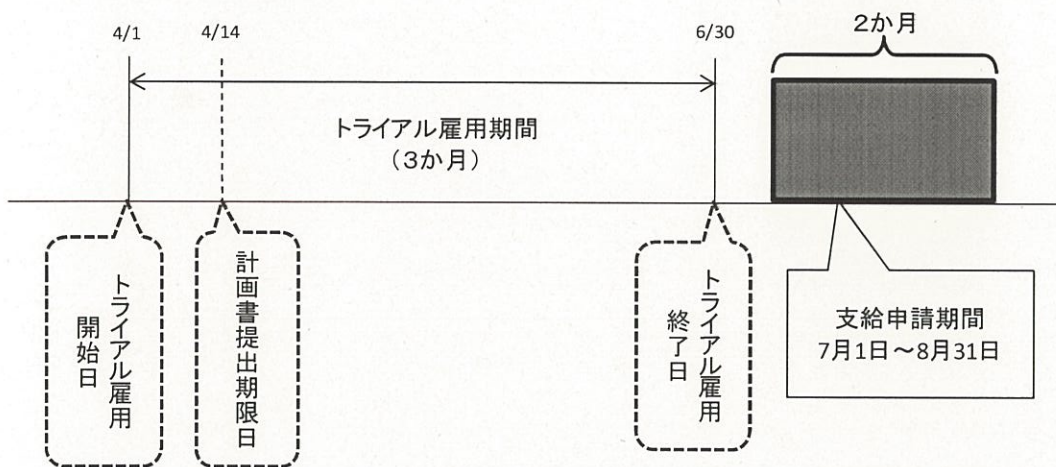 4/1
4/14
6/30
2か月
トライアル雇用期間
（3か月）
トライアル雇用
開始日
計画書提出期限日
トライアル雇用
終了日
支給申請期間
7月1日～8月31日